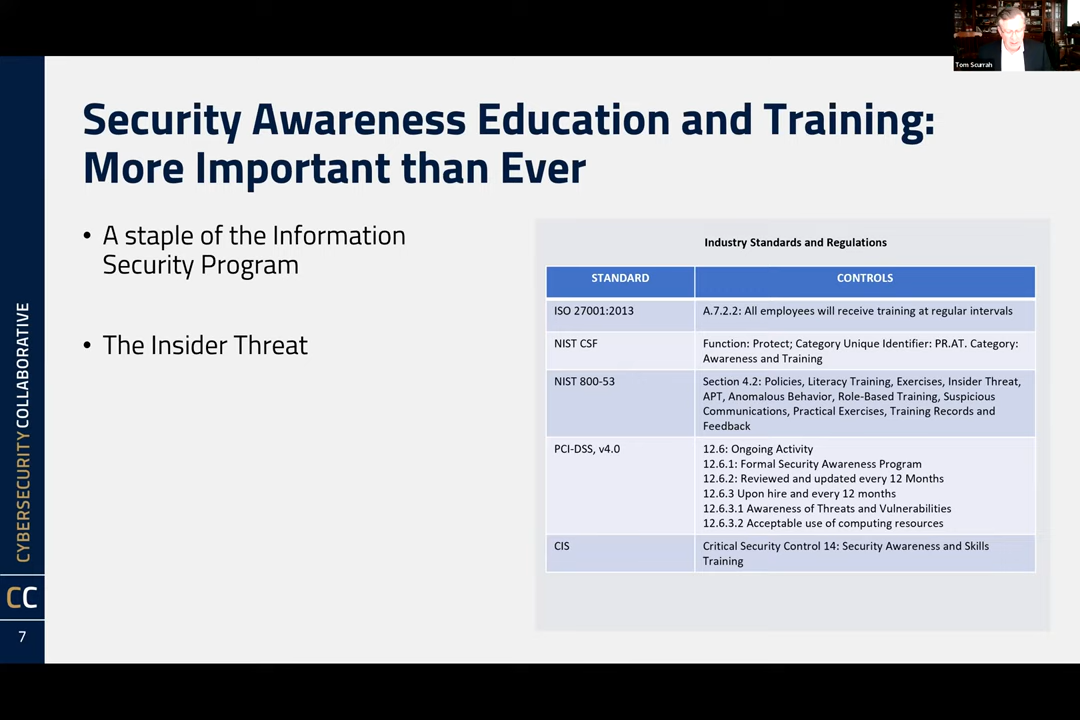 Tom Scurrah
Security Awareness Education and Training:
More Important than Ever
• A staple of the Information
Security Program
• The Insider Threat
Industry Standards and Regulations
STANDARD CONTROLS
ISO 27001:2013 A.7.2.2: All employees will receive training at regular intervals
NIST CSF Function: Protect; Category Unique Identifier: PR.AT. Category:
Awareness and Training
NIST 800-53 Section 4.2: Policies, Literacy Training, Exercises, Insider Threat,
APT, Anomalous Behavior, Role-Based Training, Suspicious
Communications, Practical Exercises, Training Records and
Feedback
PCI-DSS, v4.0 12.6: Ongoing Activity
12.6.1: Formal Security Awareness Program
12.6.2: Reviewed and updated every 12 Months
12.6.3 Upon hire and every 12 months
12.6.3.1 Awareness of Threats and Vulnerabilities
12.6.3.2 Acceptable use of computing resources
CIS Critical Security Control 14: Security Awareness and Skills
Training
CYBERSECURITY COLLABORATIVE
CC
7